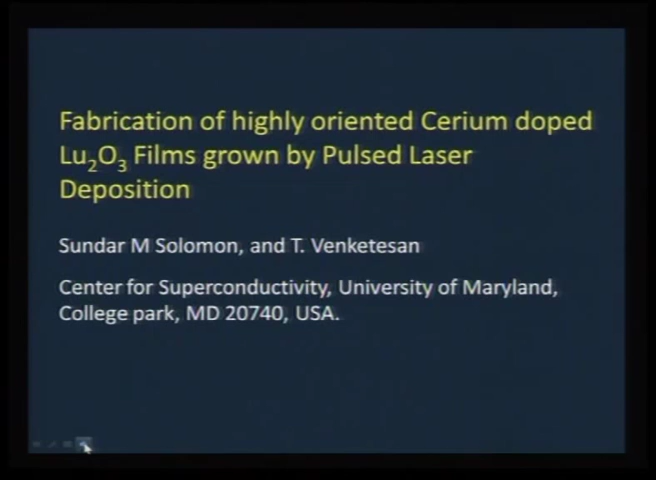 Fabrication of highly oriented Cerium doped
Lu₂O₃ Films grown by Pulsed Laser
Deposition
Sundar M Solomon, and T. Venketesan
Center for Superconductivity, University of Maryland,
College park, MD 20740, USA.